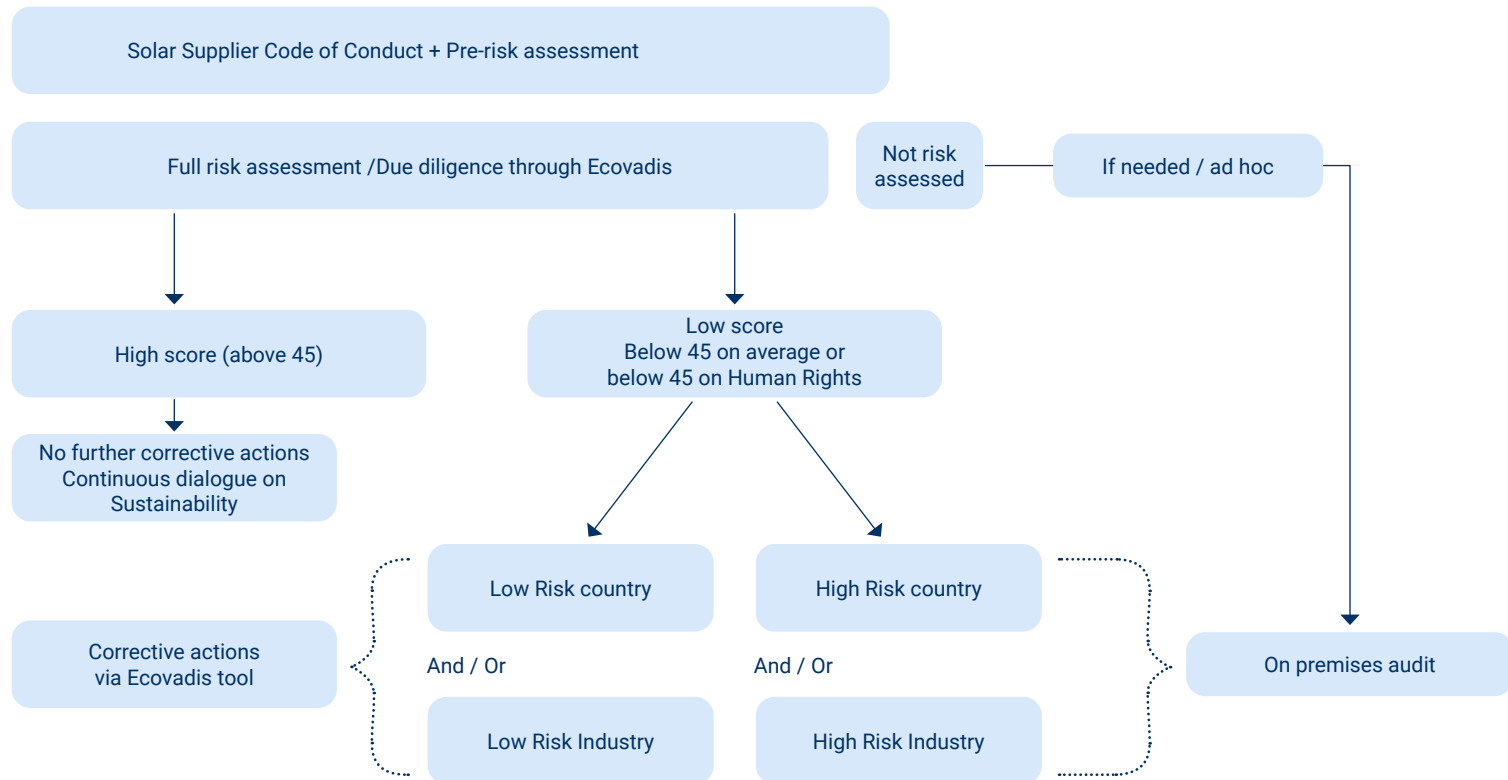 Solar Supplier Code of Conduct + Pre-risk assessment
Full risk assessment /Due diligence through Ecovadis
Not risk
assessed
If needed / ad hoc
High score (above 45)
Low score
Below 45 on average or
below 45 on Human Rights
No further corrective actions
Continuous dialogue on
Sustainability
Low Risk country
High Risk country
Corrective actions
via Ecovadis tool
And / Or
And / Or
On premises audit
Low Risk Industry
High Risk Industry